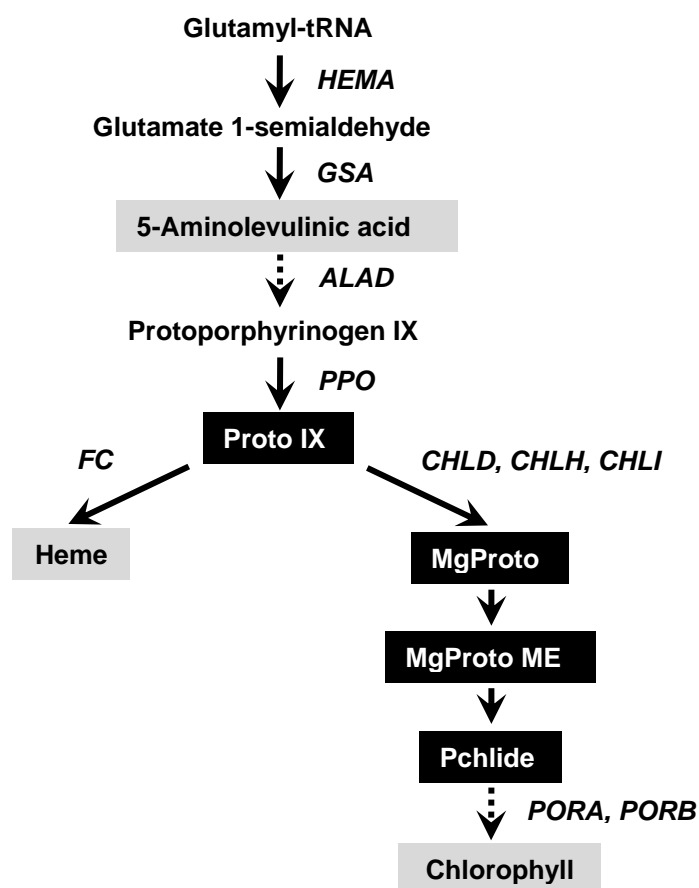 Glutamyl-tRNA
HEMA
Glutamate 1-semialdehyde
GSA
5-Aminolevulinic acid
ALAD
Protoporphyrinogen IX
PPO
Proto IX
FC
CHLD, CHLH, CHLI
Heme
MgProto
MgProto ME
Pchlide
PORA, PORB
Chlorophyll